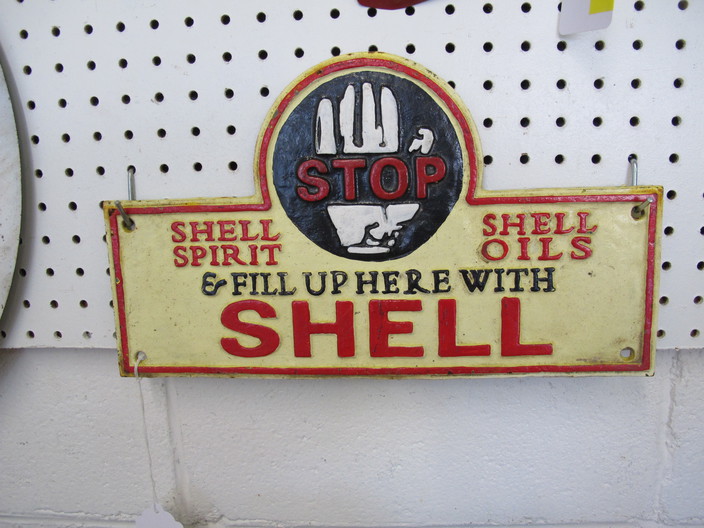 STOP
SHELL SPIRIT
SHELL OILS
& FILL UP HERE WITH
SHELL